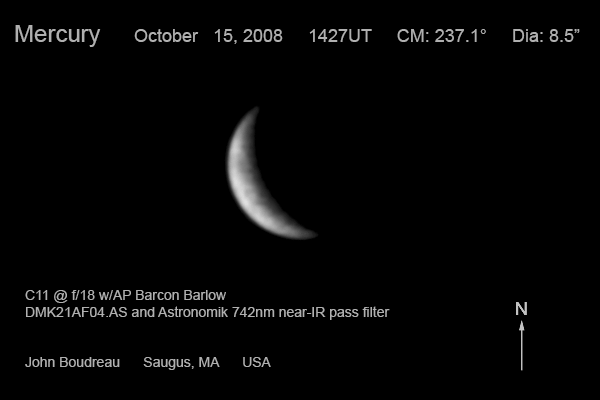 Mercury October 15, 2008 1427UT CM: 237.1° Dia: 8.5”
C11 @ f/18 w/AP Barcon Barlow
DMK21AF04.AS and Astronomik 742nm near-IR pass filter
N
John Boudreau Saugus, MA USA